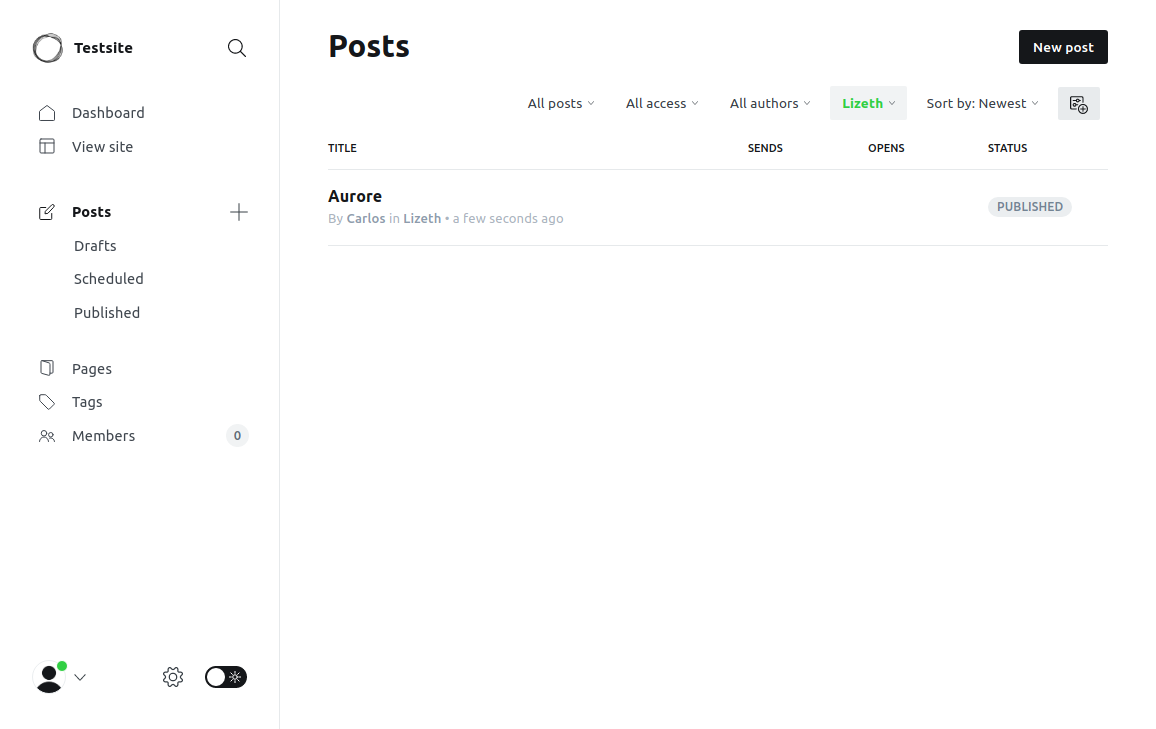 Testsite
Dashboard
View site
Posts
Drafts
Scheduled
Published
Pages
Tags
Members 0
Posts
New post
All posts All access All authors Lizeth Sort by: Newest
TITLE SENDS OPENS STATUS
Aurore
By Carlos in Lizeth • a few seconds ago
PUBLISHED